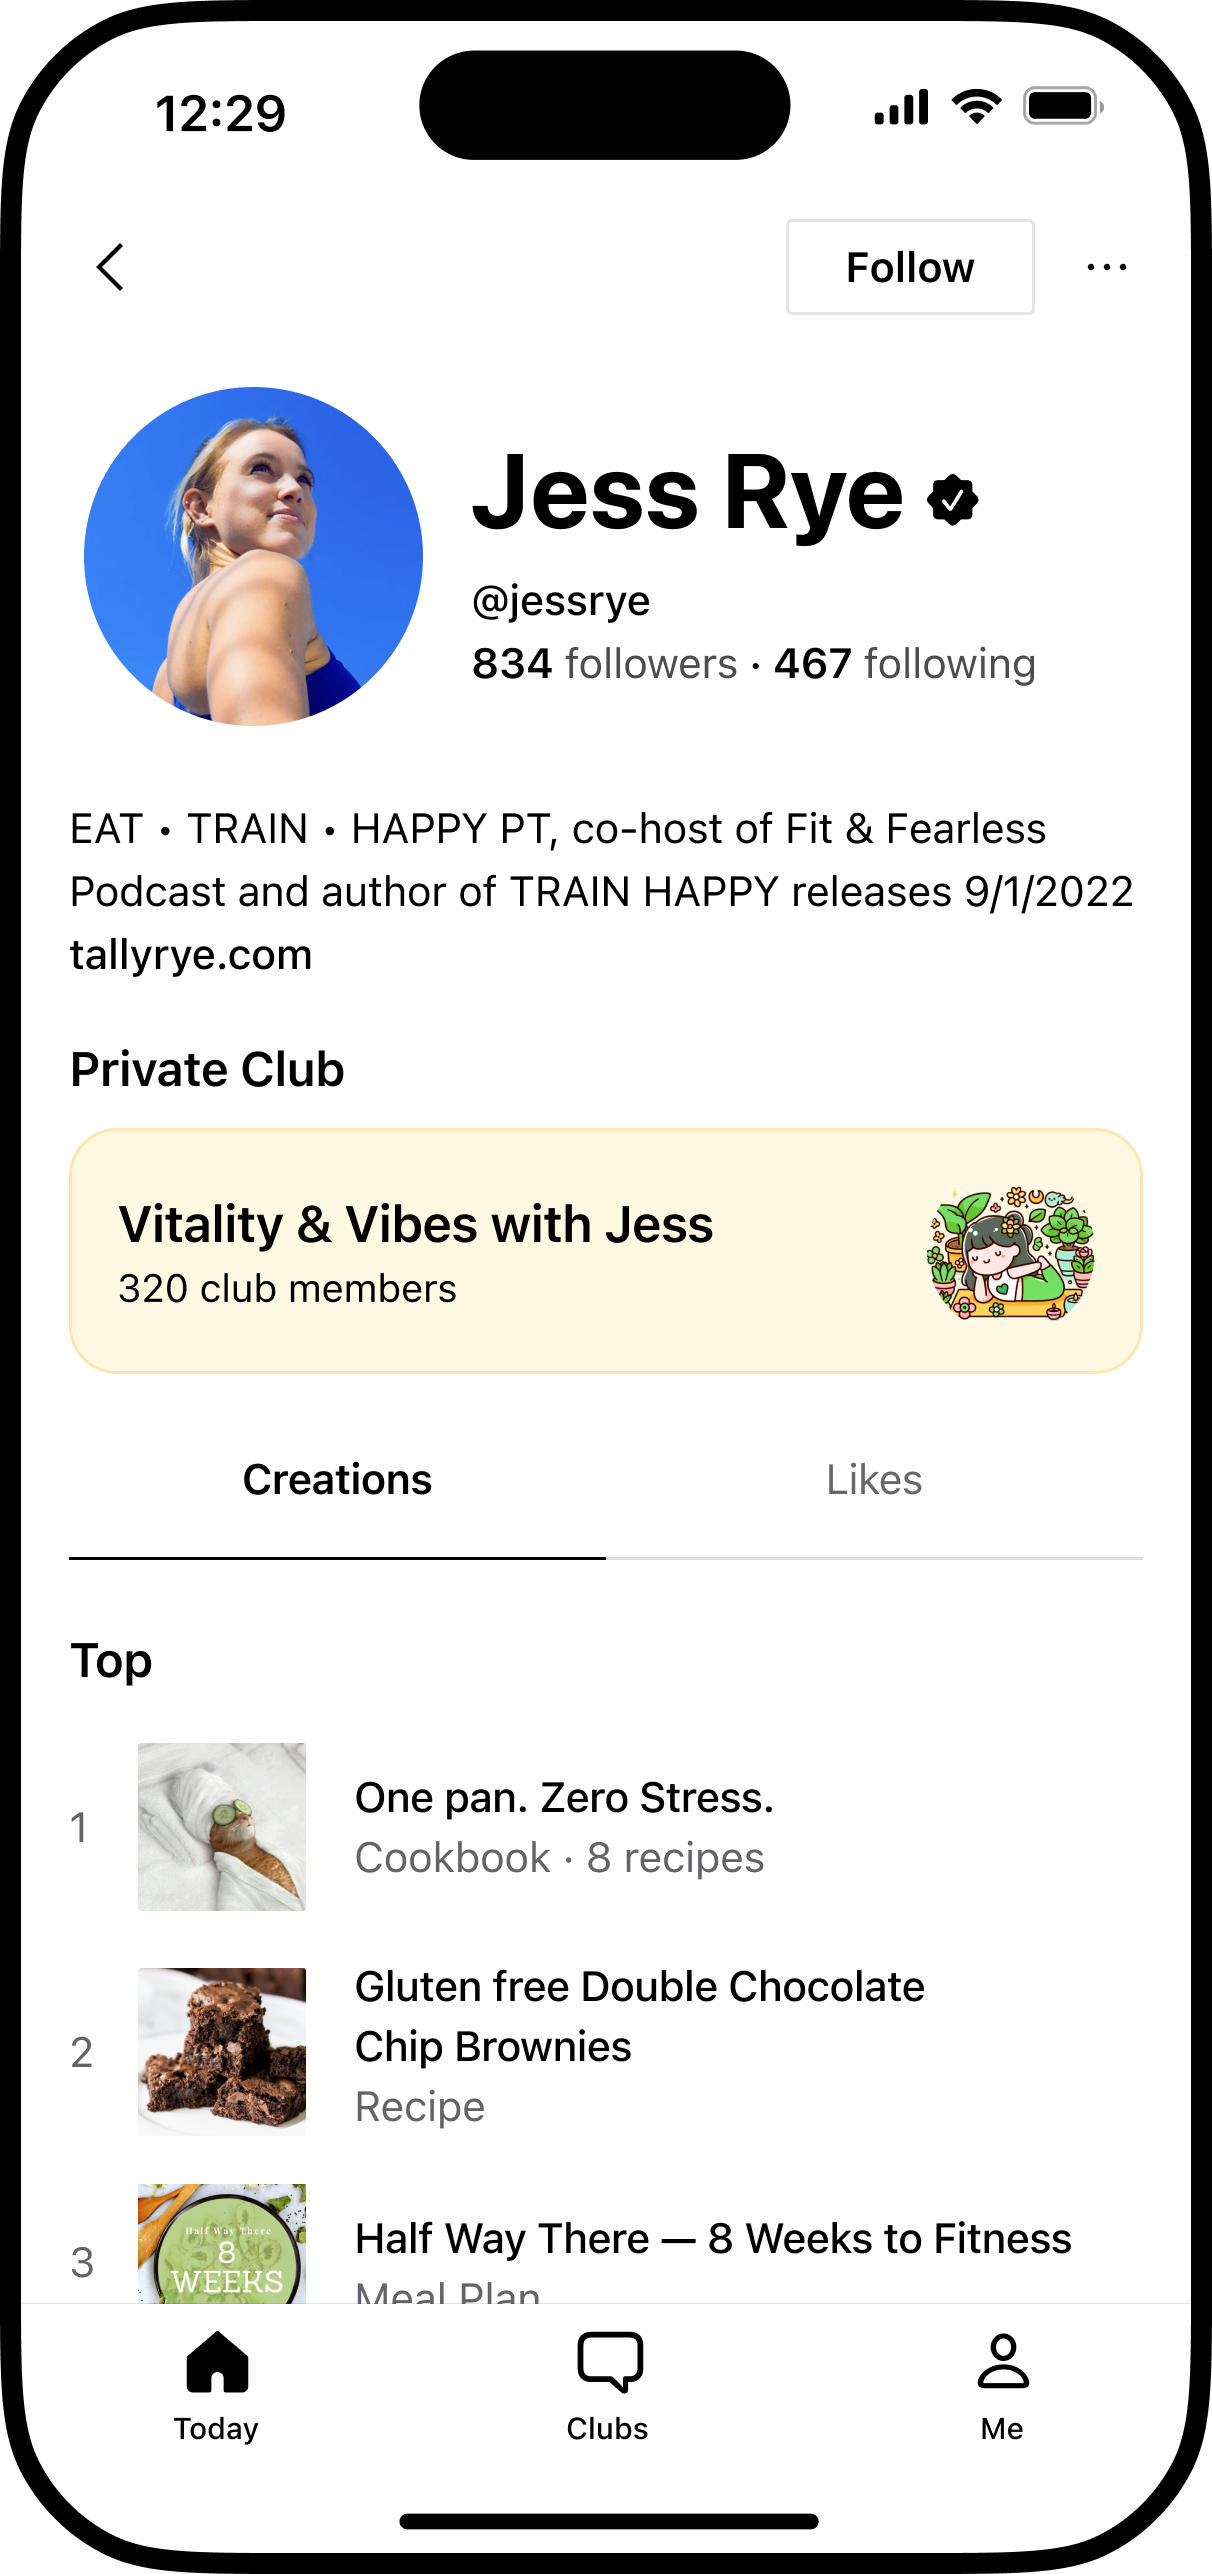 12:29
Follow
Jess Rye
@jessrye
834 followers · 467 following
EAT • TRAIN • HAPPY PT, co-host of Fit & Fearless
Podcast and author of TRAIN HAPPY releases 9/1/2022
tallyrye.com
Private Club
Vitality & Vibes with Jess
320 club members
Creations
Likes
Top
1
One pan. Zero Stress.
Cookbook · 8 recipes
2
Gluten free Double Chocolate
Chip Brownies
Recipe
3
Half Way There
8
WEEKS
Half Way There — 8 Weeks to Fitness
Meal Plan
Today
Clubs
Me